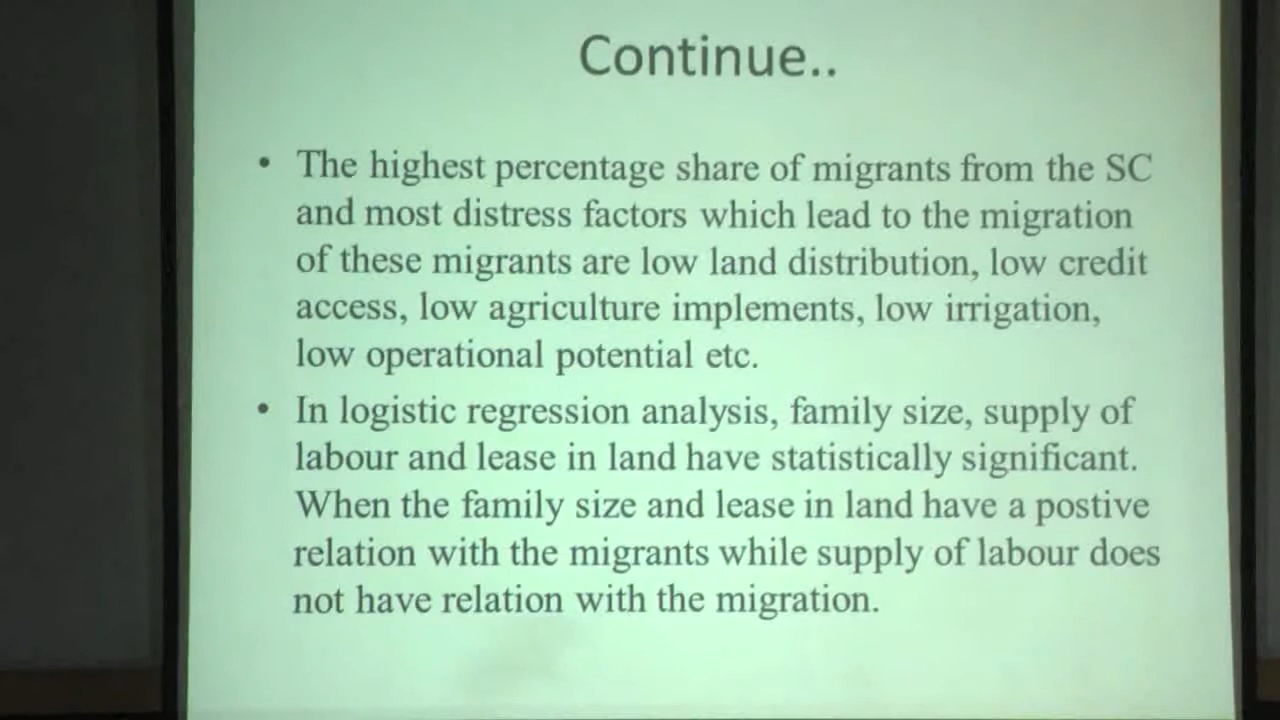 Continue..
• The highest percentage share of migrants from the SC
and most distress factors which lead to the migration
of these migrants are low land distribution, low credit
access, low agriculture implements, low irrigation,
low operational potential etc.
• In logistic regression analysis, family size, supply of
labour and lease in land have statistically significant.
When the family size and lease in land have a postive
relation with the migrants while supply of labour does
not have relation with the migration.